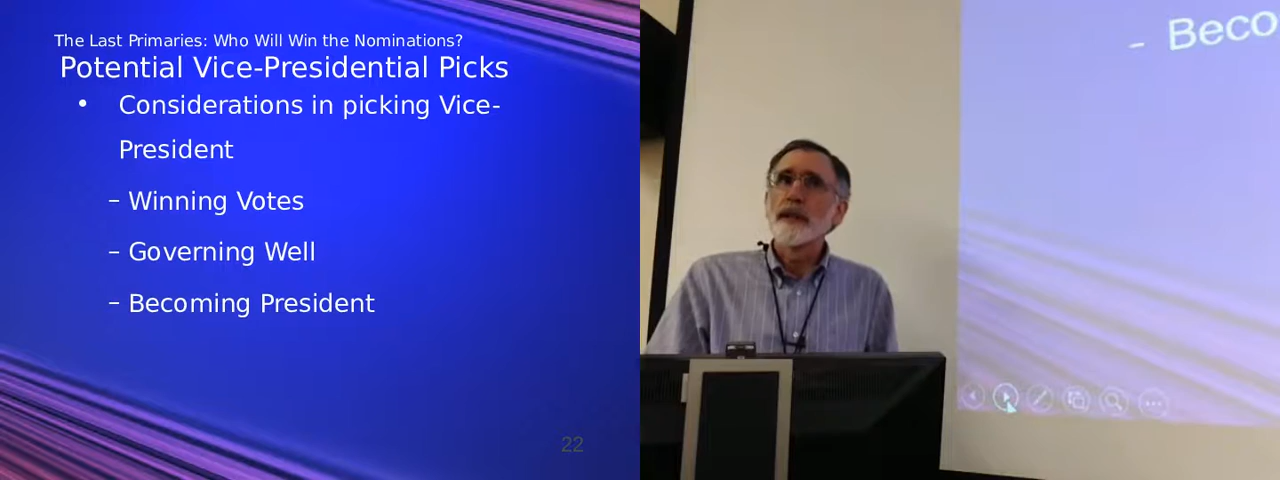 The Last Primaries: Who Will Win the Nominations?
Potential Vice-Presidential Picks
• Considerations in picking Vice-
President
– Winning Votes
– Governing Well
– Becoming President
22
- Beco